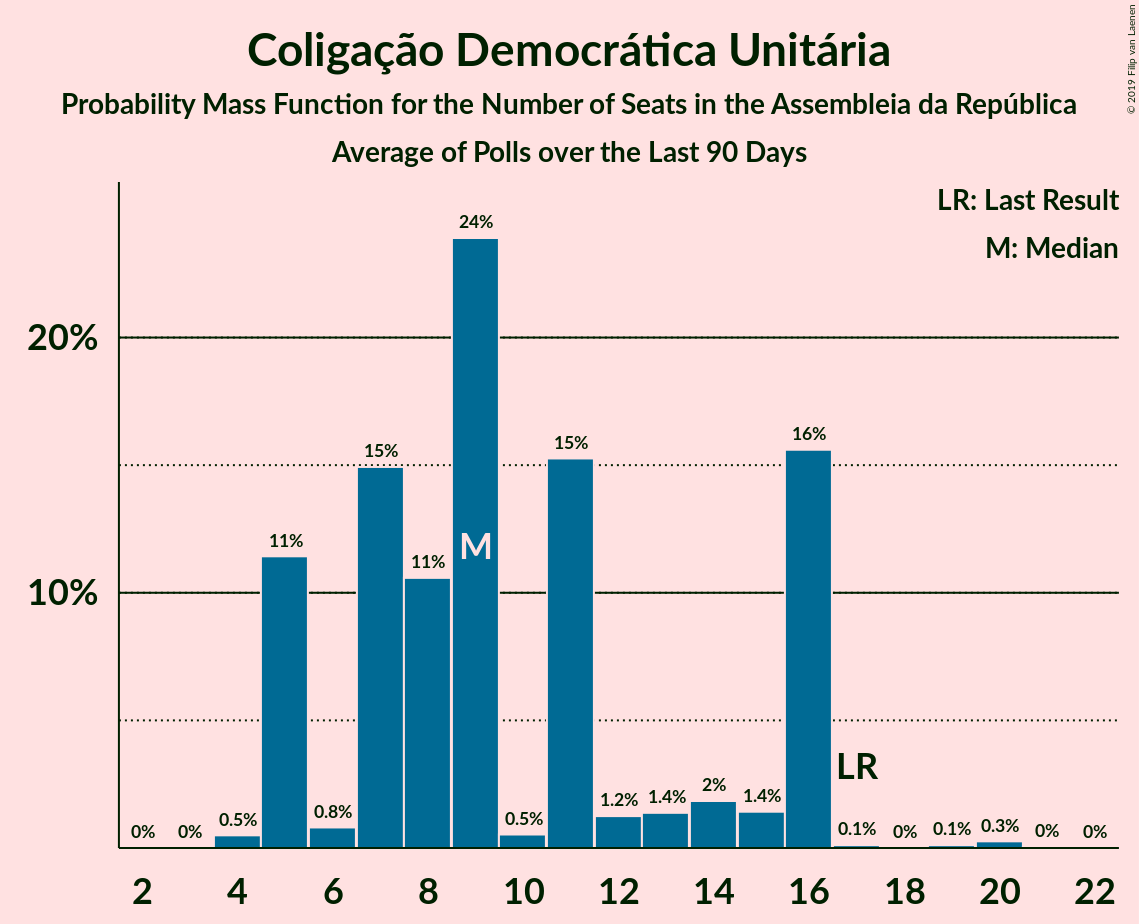 Coligação Democrática Unitária
Probability Mass Function for the Number of Seats in the Assembleia da República
Average of Polls over the Last 90 Days
© 2019 Filip van Laenen
LR: Last Result
M: Median
20%
10%
0%
0%
0.5%
11%
0.8%
15%
11%
24%
0.5%
15%
1.2%
1.4%
2%
1.4%
16%
0.1%
0%
0.1%
0.3%
0%
0%
M
LR
2 4 6 8 10 12 14 16 18 20 22